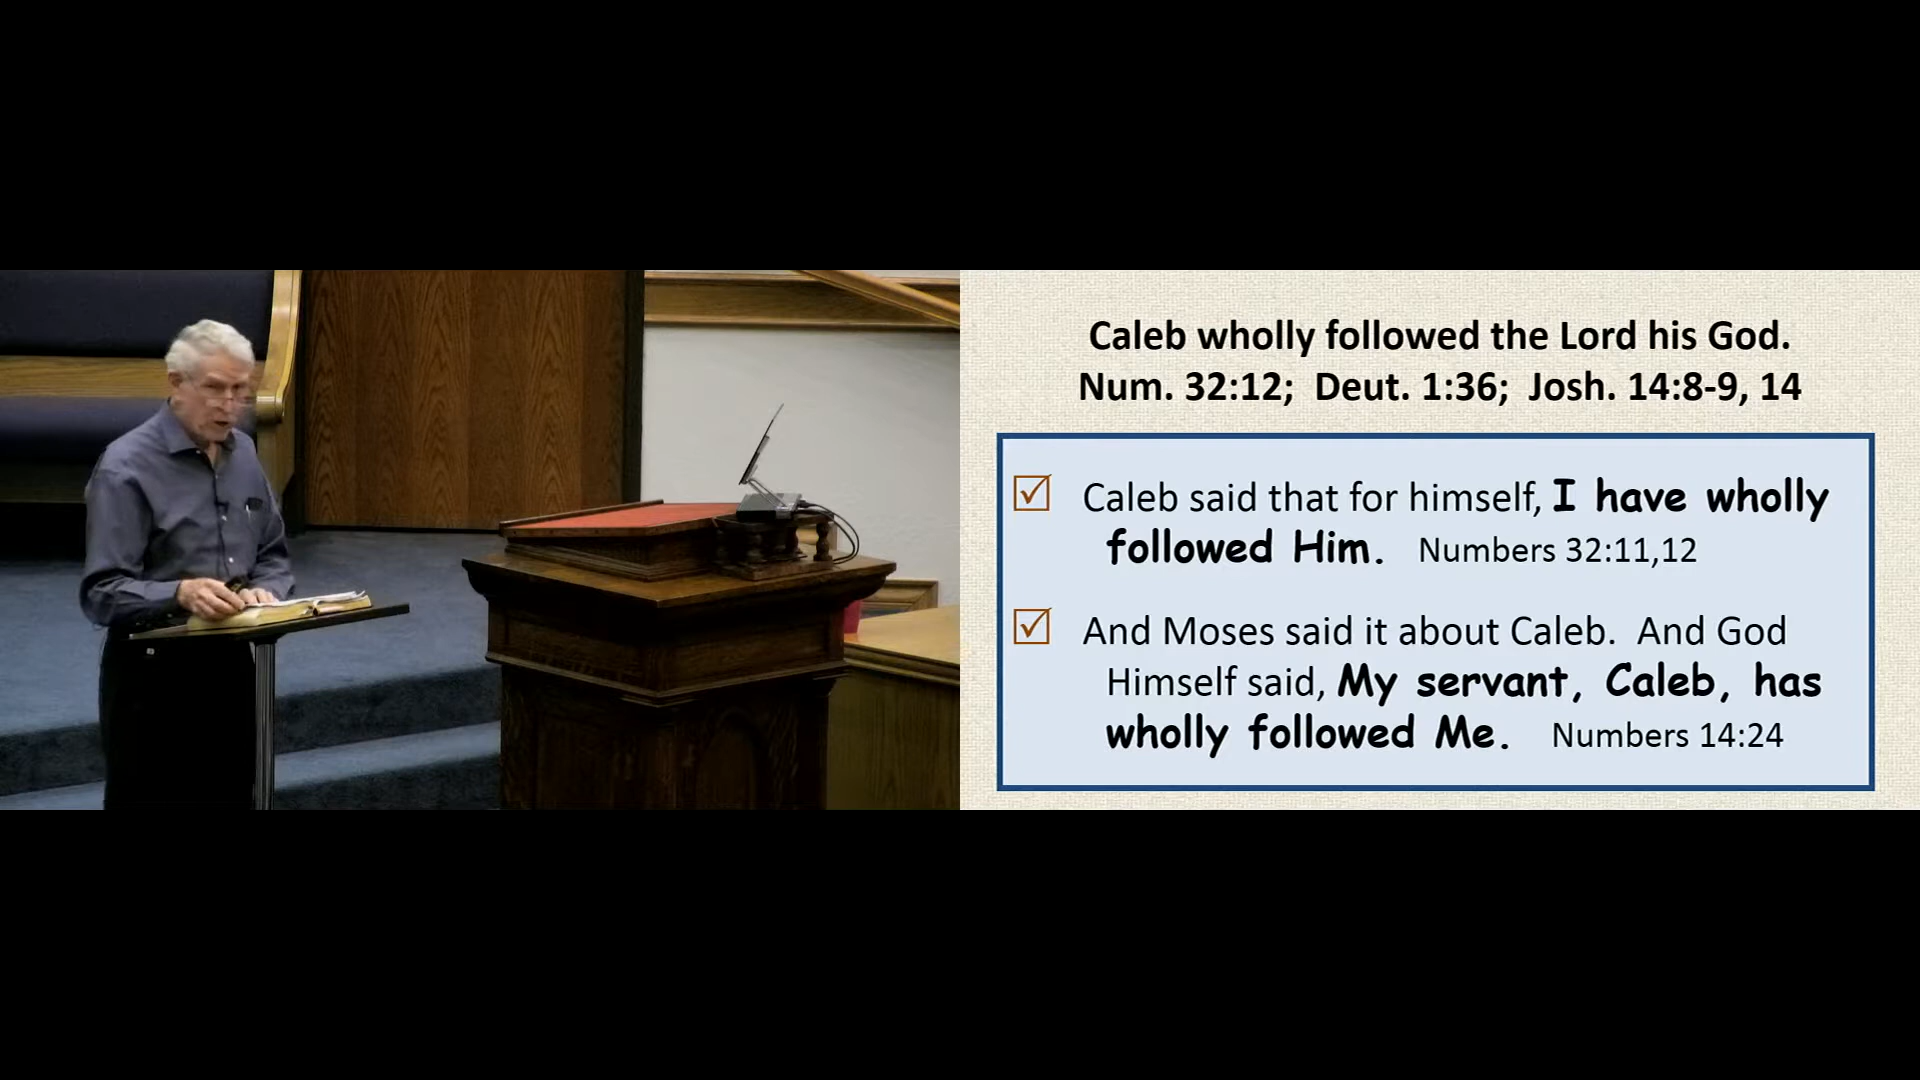 Caleb wholly followed the Lord his God.
Num. 32:12; Deut. 1:36; Josh. 14:8-9, 14
Caleb said that for himself, I have wholly
followed Him. Numbers 32:11,12
And Moses said it about Caleb. And God
Himself said, My servant, Caleb, has
wholly followed Me. Numbers 14:24